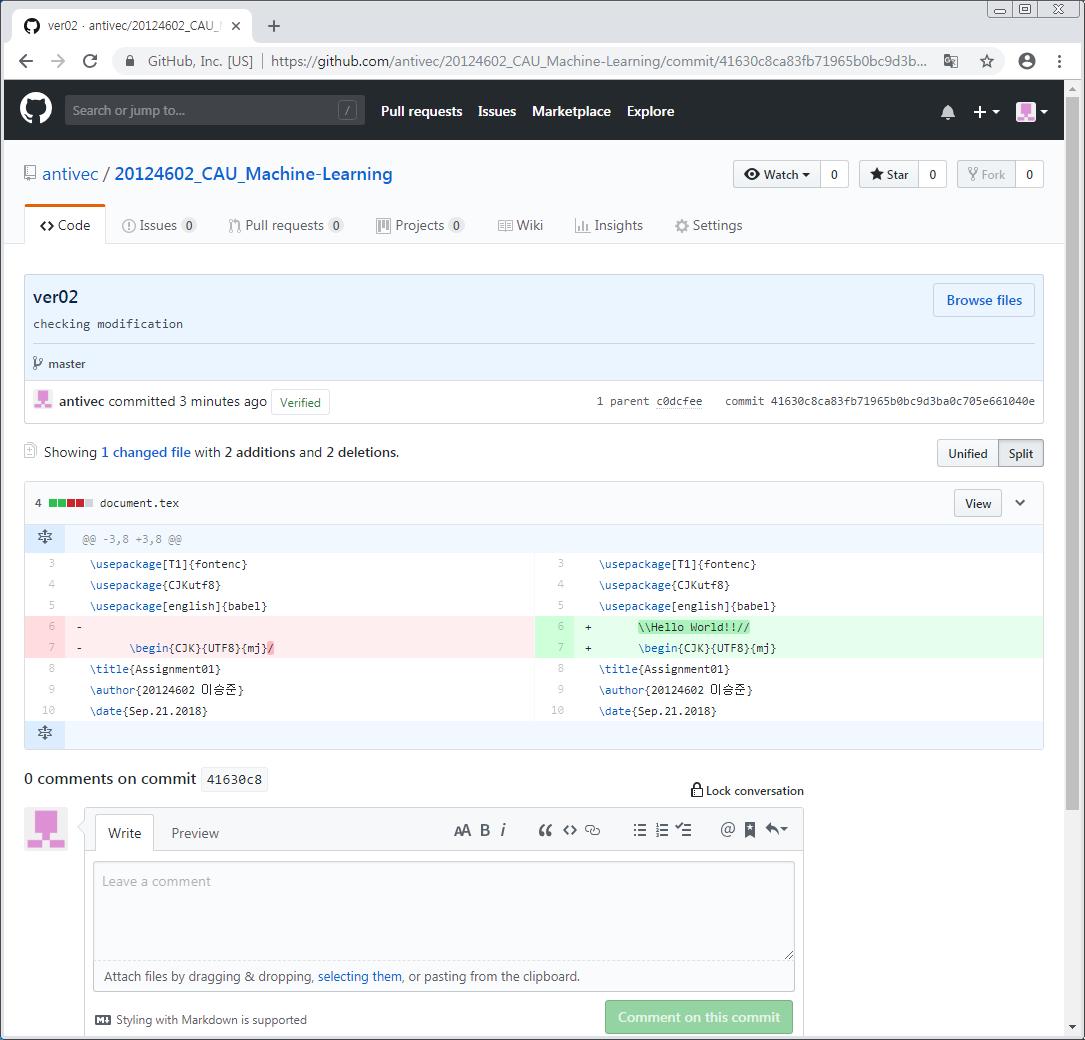 ver02 · antivec/20124602_CAU_
GitHub, Inc. [US] | https://github.com/antivec/20124602_CAU_Machine-Learning/commit/41630c8ca83fb71965b0bc9d3b...
Search or jump to... / Pull requests Issues Marketplace Explore
antivec / 20124602_CAU_Machine-Learning Watch 0 Star 0 Fork 0
Code Issues 0 Pull requests 0 Projects 0 Wiki Insights Settings
ver02 Browse files
checking modification
master
antivec committed 3 minutes ago Verified 1 parent c0dcfee commit 41630c8ca83fb71965b0bc9d3ba0c705e661040e
Showing 1 changed file with 2 additions and 2 deletions. Unified Split
4 document.tex View
@@ -3,8 +3,8 @@
3 \usepackage[T1]{fontenc} 3 \usepackage[T1]{fontenc}
4 \usepackage{CJKutf8} 4 \usepackage{CJKutf8}
5 \usepackage[english]{babel} 5 \usepackage[english]{babel}
6 - 6 + \\Hello World!!//
7 - \begin{CJK}{UTF8}{mj}/ 7 + \begin{CJK}{UTF8}{mj}
8 \title{Assignment01} 8 \title{Assignment01}
9 \author{20124602 이승준} 9 \author{20124602 이승준}
10 \date{Sep.21.2018} 10 \date{Sep.21.2018}
0 comments on commit 41630c8
Lock conversation
Write Preview AA B i @
Leave a comment
Attach files by dragging & dropping, selecting them, or pasting from the clipboard.
Styling with Markdown is supported Comment on this commit